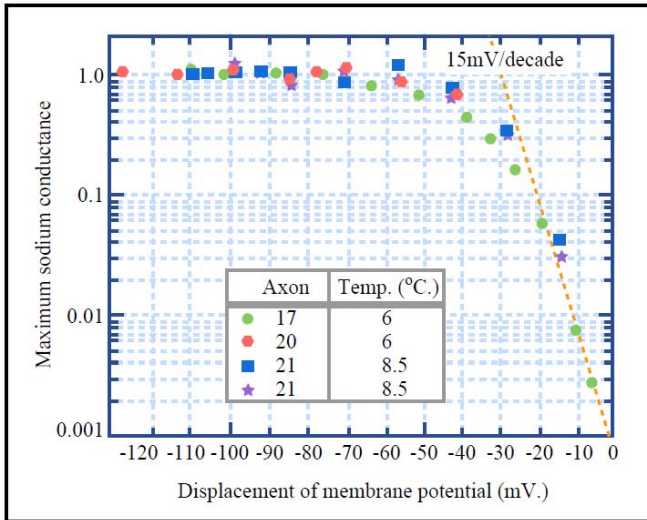 15mV/decade
1.0
0.1
0.01
0.001
Maximum sodium conductance
Axon Temp. (°C.)
17 6
20 6
21 8.5
21 8.5
-120 -110 -100 -90 -80 -70 -60 -50 -40 -30 -20 -10 0
Displacement of membrane potential (mV.)